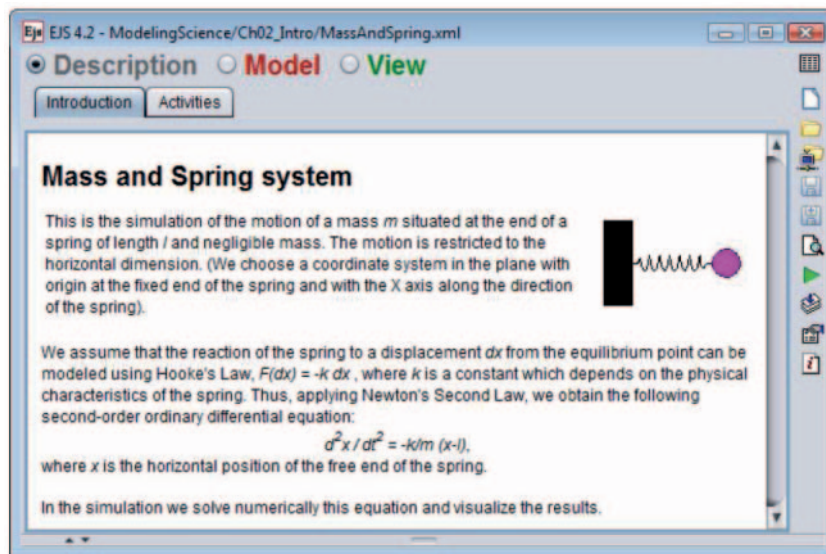 EJS 4.2 - ModelingScience/Ch02_Intro/MassAndSpring.xml
Description Model View
Introduction Activities
Mass and Spring system
This is the simulation of the motion of a mass m situated at the end of a
spring of length l and negligible mass. The motion is restricted to the
horizontal dimension. (We choose a coordinate system in the plane with
origin at the fixed end of the spring and with the X axis along the direction
of the spring).
We assume that the reaction of the spring to a displacement dx from the equilibrium point can be
modeled using Hooke's Law, F(dx) = -k dx , where k is a constant which depends on the physical
characteristics of the spring. Thus, applying Newton's Second Law, we obtain the following
second-order ordinary differential equation:
d²x / dt² = -k/m (x-l),
where x is the horizontal position of the free end of the spring.
In the simulation we solve numerically this equation and visualize the results.